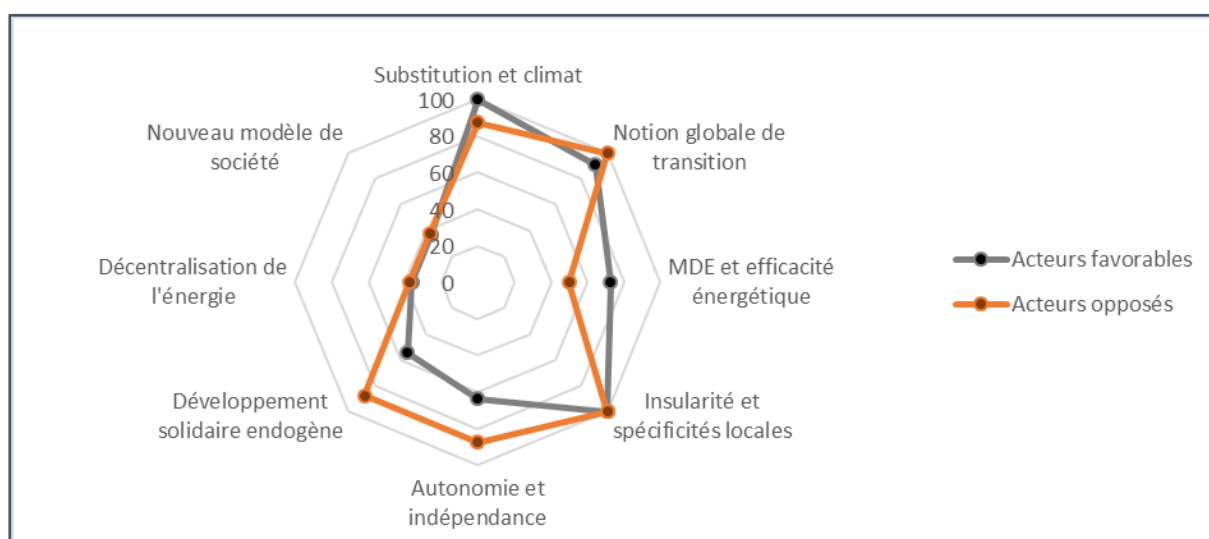 Substitution et climat
100
80
60
40
20
0
Notion globale de
transition
MDE et efficacité
énergétique
Insularité et
spécificités locales
Autonomie et
indépendance
Développement
solidaire endogène
Décentralisation de
l'énergie
Nouveau modèle de
société
Acteurs favorables
Acteurs opposés